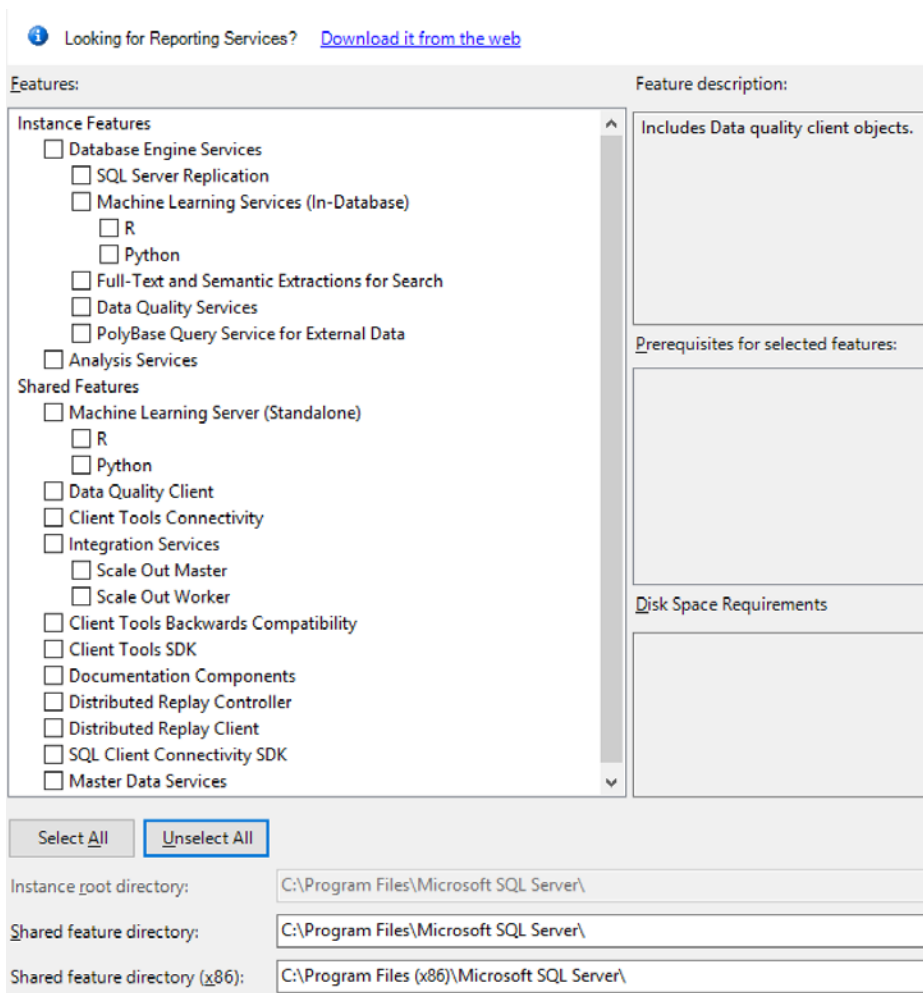 Looking for Reporting Services? Download it from the web
Features:
Feature description:
Instance Features
Database Engine Services
SQL Server Replication
Machine Learning Services (In-Database)
R
Python
Full-Text and Semantic Extractions for Search
Data Quality Services
PolyBase Query Service for External Data
Analysis Services
Shared Features
Machine Learning Server (Standalone)
R
Python
Data Quality Client
Client Tools Connectivity
Integration Services
Scale Out Master
Scale Out Worker
Client Tools Backwards Compatibility
Client Tools SDK
Documentation Components
Distributed Replay Controller
Distributed Replay Client
SQL Client Connectivity SDK
Master Data Services
Includes Data quality client objects.
Prerequisites for selected features:
Disk Space Requirements
Select All
Unselect All
Instance root directory: C:\Program Files\Microsoft SQL Server\
Shared feature directory: C:\Program Files\Microsoft SQL Server\
Shared feature directory (x86): C:\Program Files (x86)\Microsoft SQL Server\